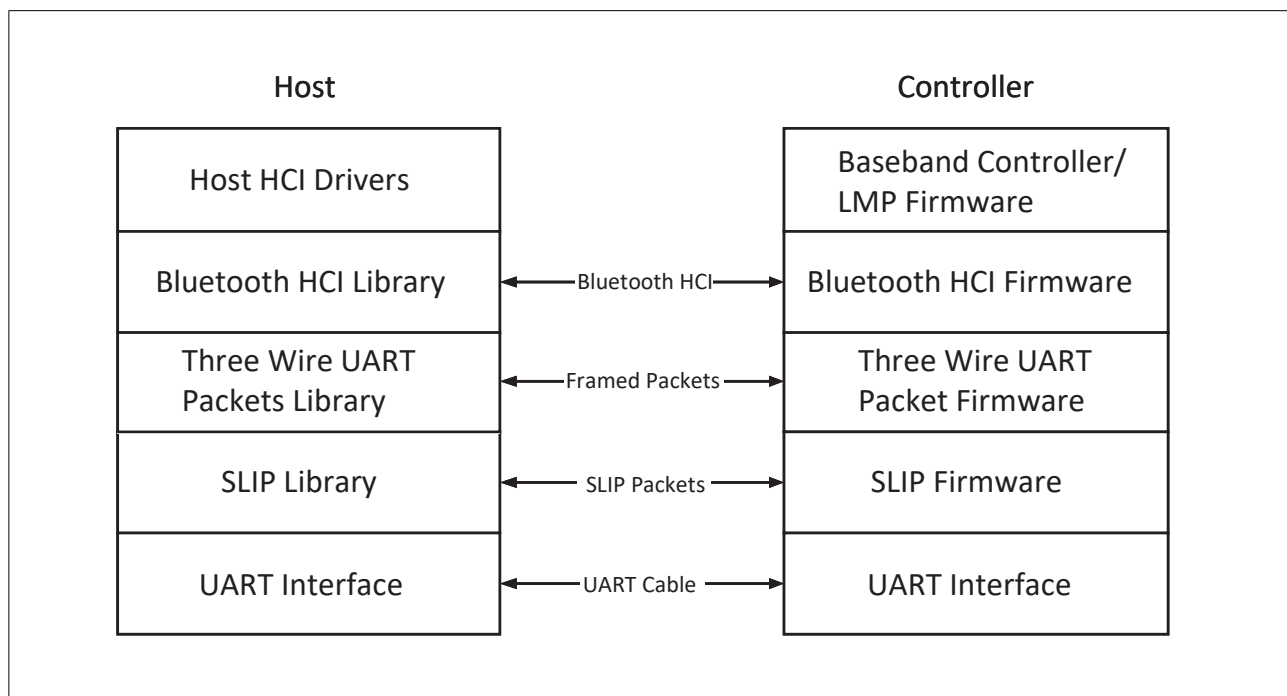 Host
Controller
Host HCI Drivers
Baseband Controller/
LMP Firmware
Bluetooth HCI Library
Bluetooth HCI
Bluetooth HCI Firmware
Three Wire UART
Packets Library
Framed Packets
Three Wire UART
Packet Firmware
SLIP Library
SLIP Packets
SLIP Firmware
UART Interface
UART Cable
UART Interface